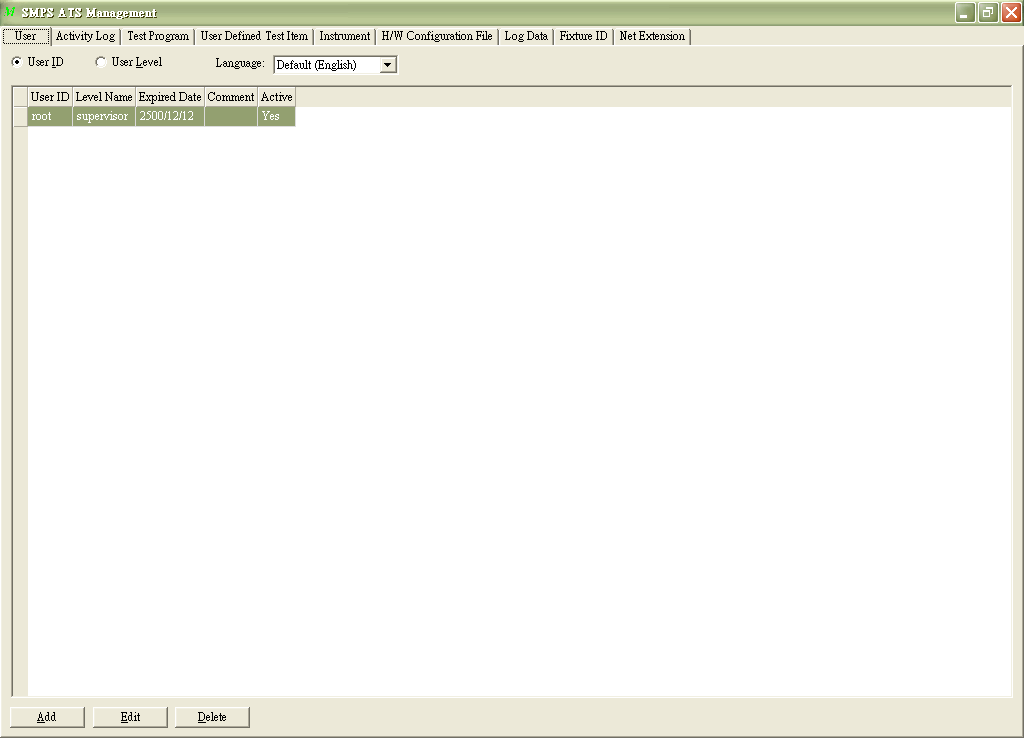 SMPS ATS Management
User Activity Log Test Program User Defined Test Item Instrument H/W Configuration File Log Data Fixture ID Net Extension
User ID User Level Language: Default (English)
User ID Level Name Expired Date Comment Active
root supervisor 2500/12/12 Yes
Add Edit Delete